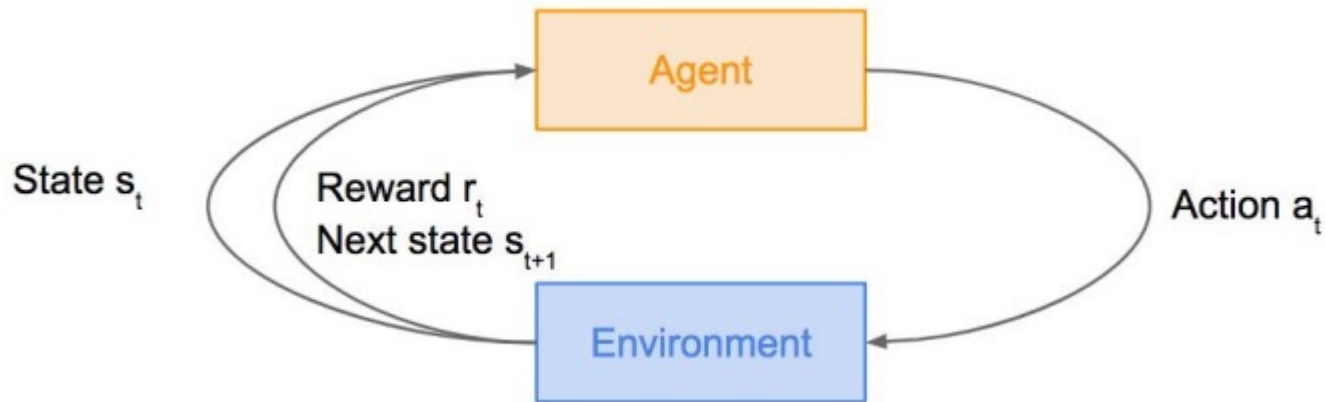 Agent
State sₜ
Reward rₜ
Next state sₜ₊₁
Action aₜ
Environment